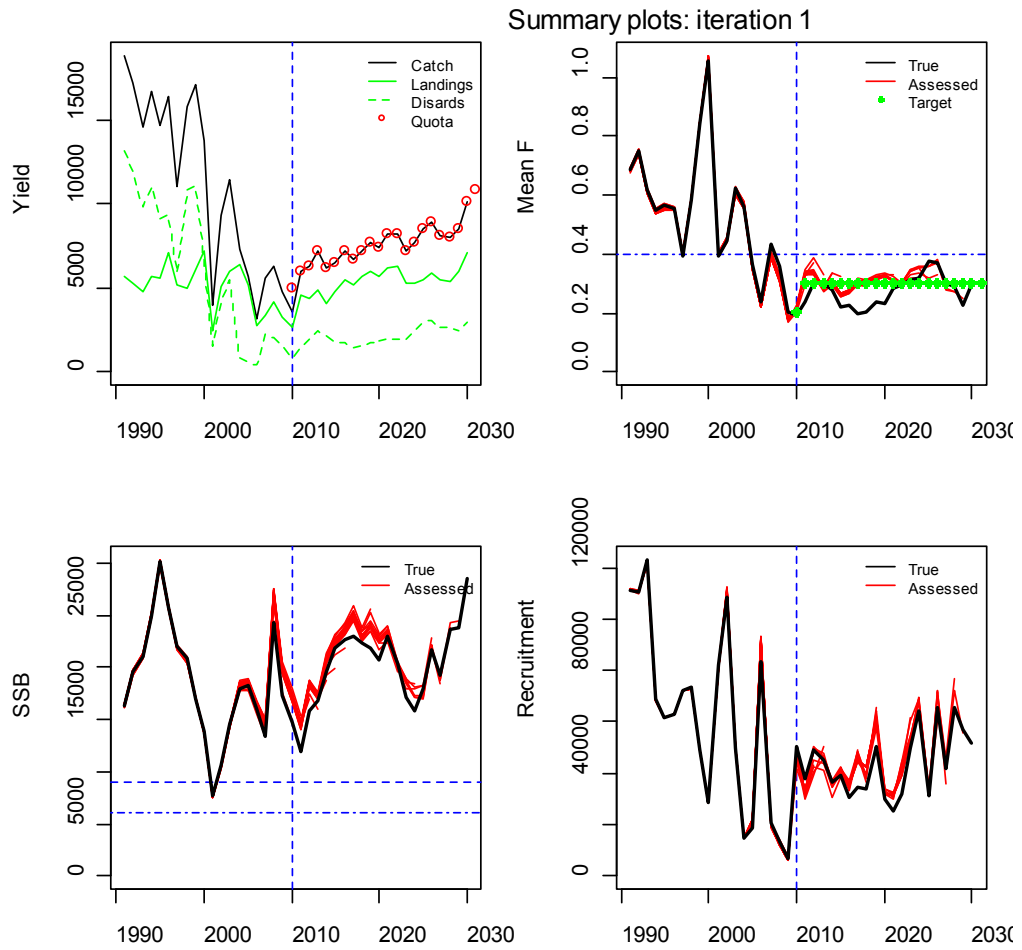 Summary plots: iteration 1
Yield
0 5000 10000 15000
Catch
Landings
Disards
Quota
1990 2000 2010 2020 2030
Mean F
0.0 0.2 0.4 0.6 0.8 1.0
True
Assessed
Target
1990 2000 2010 2020 2030
SSB
0 5000 15000 25000
True
Assessed
1990 2000 2010 2020 2030
Recruitment
0 40000 80000 120000
True
Assessed
1990 2000 2010 2020 2030